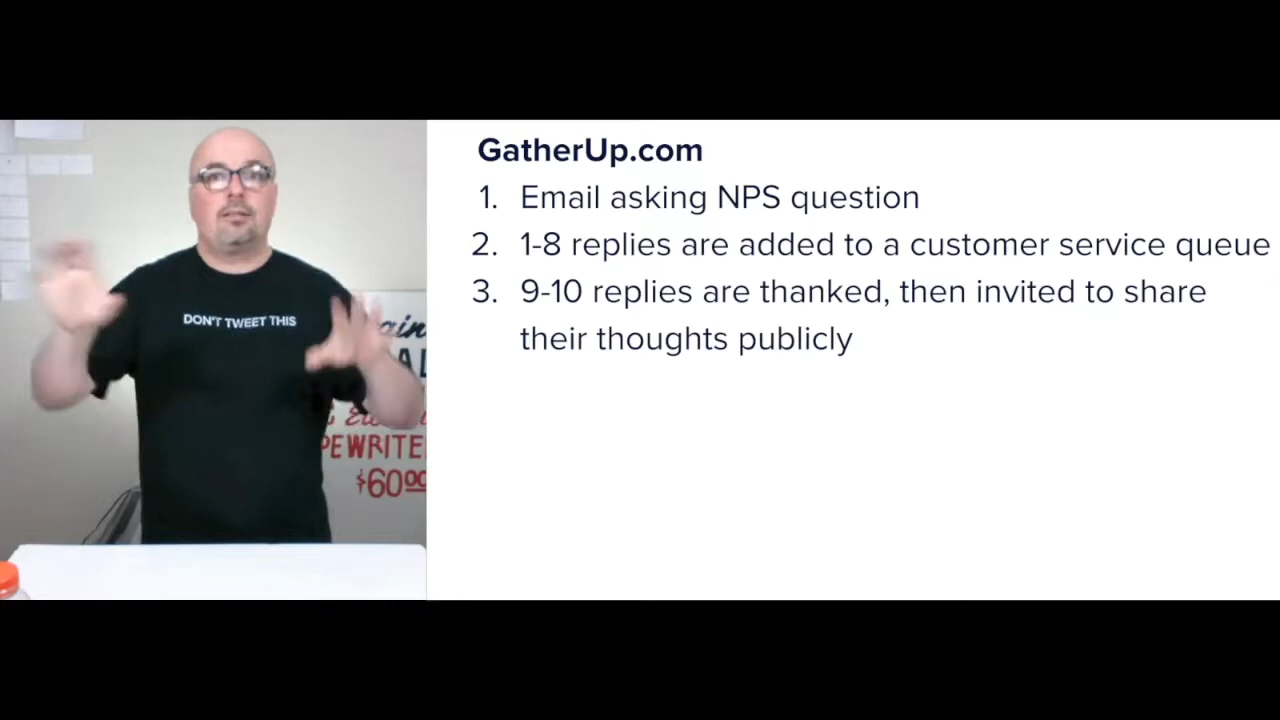 GatherUp.com
1. Email asking NPS question
2. 1-8 replies are added to a customer service queue
3. 9-10 replies are thanked, then invited to share
their thoughts publicly
DON'T TWEET THIS
$6000